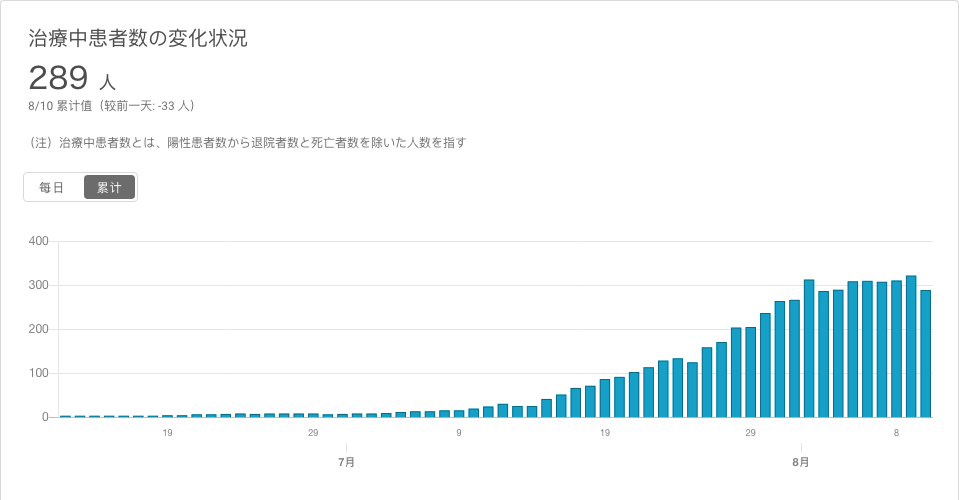 治療中患者数の変化状況
289 人
8/10 累计值（较前一天: -33 人）
（注）治療中患者数とは、陽性患者数から退院者数と死亡者数を除いた人数を指す
每日 累计
400
300
200
100
0
19 29 9 19 29 8
7月 8月